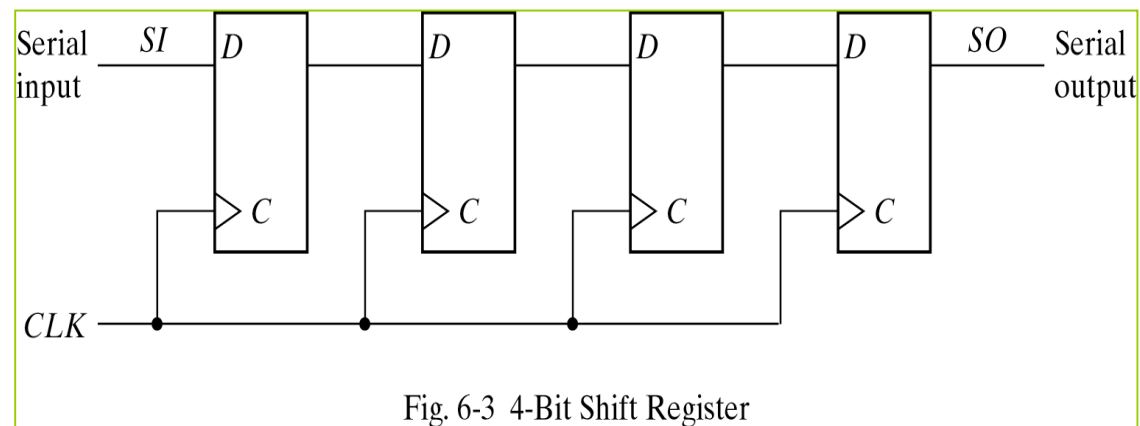 Serial
input
SI
D
D
D
D
SO
Serial
output
C
C
C
C
CLK
Fig. 6-3 4-Bit Shift Register